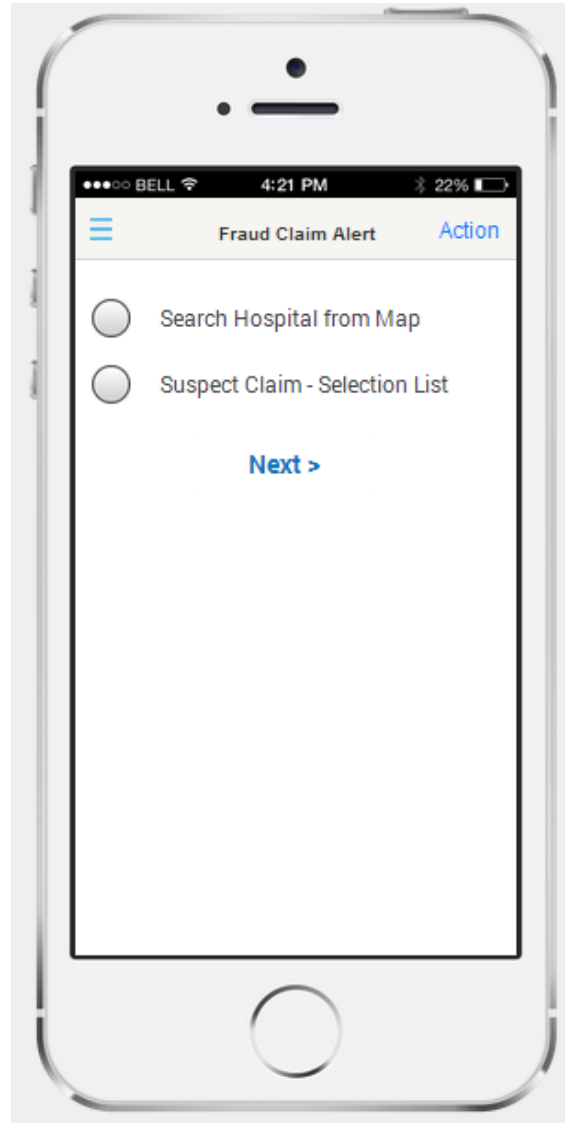 BELL 4:21 PM 22%
Fraud Claim Alert Action
Search Hospital from Map
Suspect Claim - Selection List
Next >